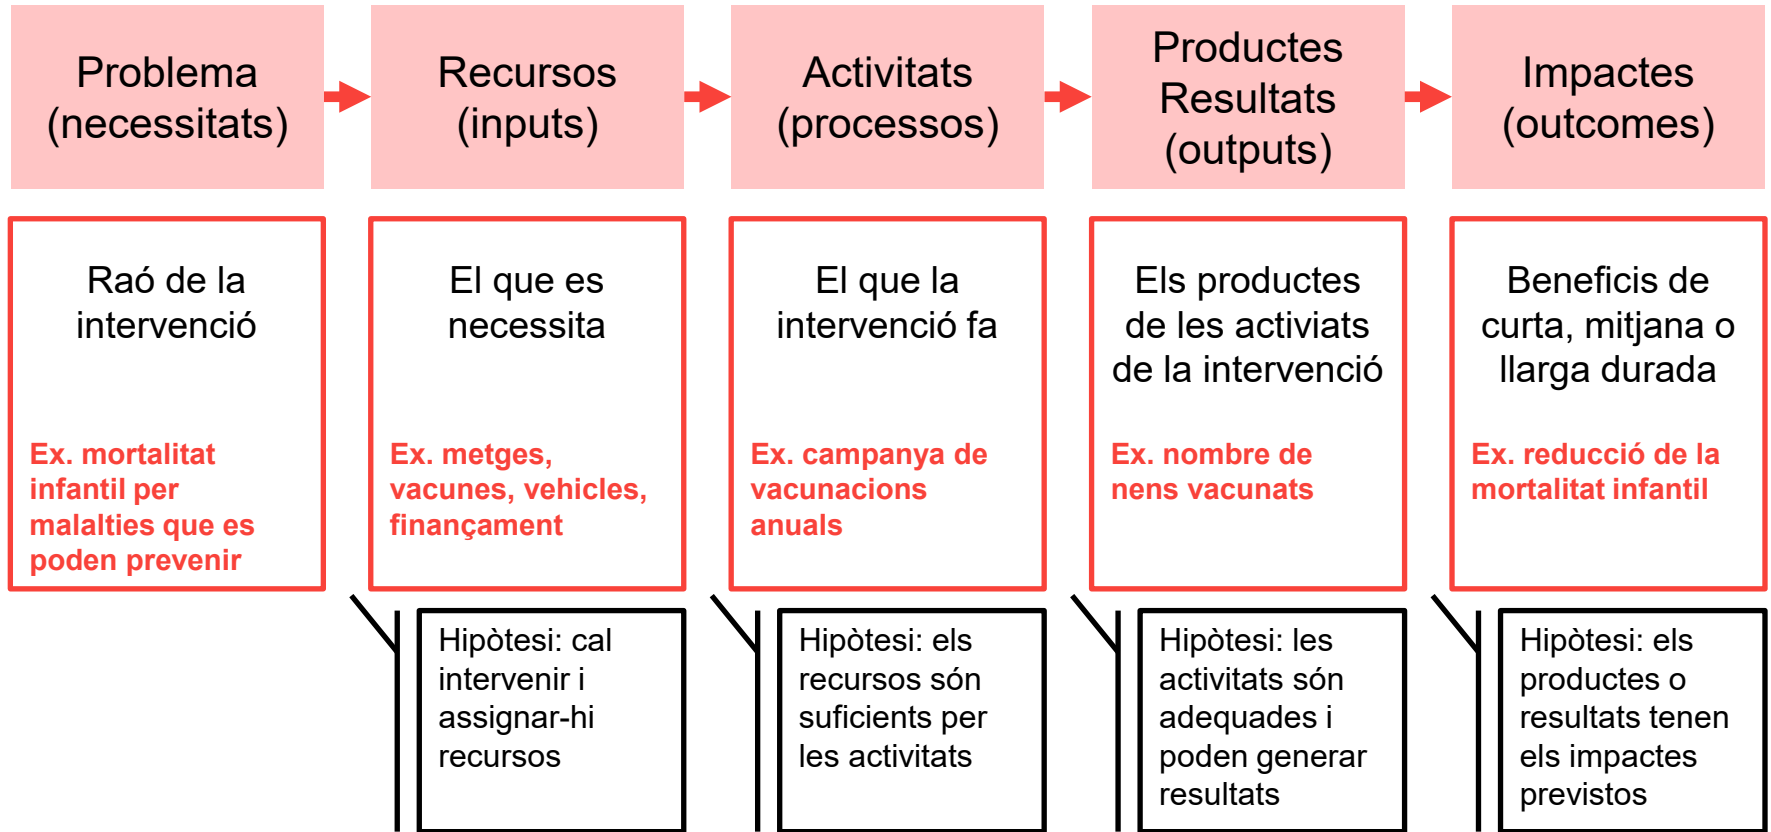 Problema
(necessitats)
Recursos
(inputs)
Activitats
(processos)
Productes
Resultats
(outputs)
Impactes
(outcomes)
Raó de la
intervenció
Ex. mortalitat
infantil per
malalties que es
poden prevenir
El que es
necessita
Ex. metges,
vacunes, vehicles,
finançament
El que la
intervenció fa
Ex. campanya de
vacunacions
anuals
Els productes
de les activiats
de la intervenció
Ex. nombre de
nens vacunats
Beneficis de
curta, mitjana o
llarga durada
Ex. reducció de la
mortalitat infantil
Hipòtesi: cal
intervenir i
assignar-hi
recursos
Hipòtesi: els
recursos són
suficients per
les activitats
Hipòtesi: les
activitats són
adequades i
poden generar
resultats
Hipòtesi: els
productes o
resultats tenen
els impactes
previstos